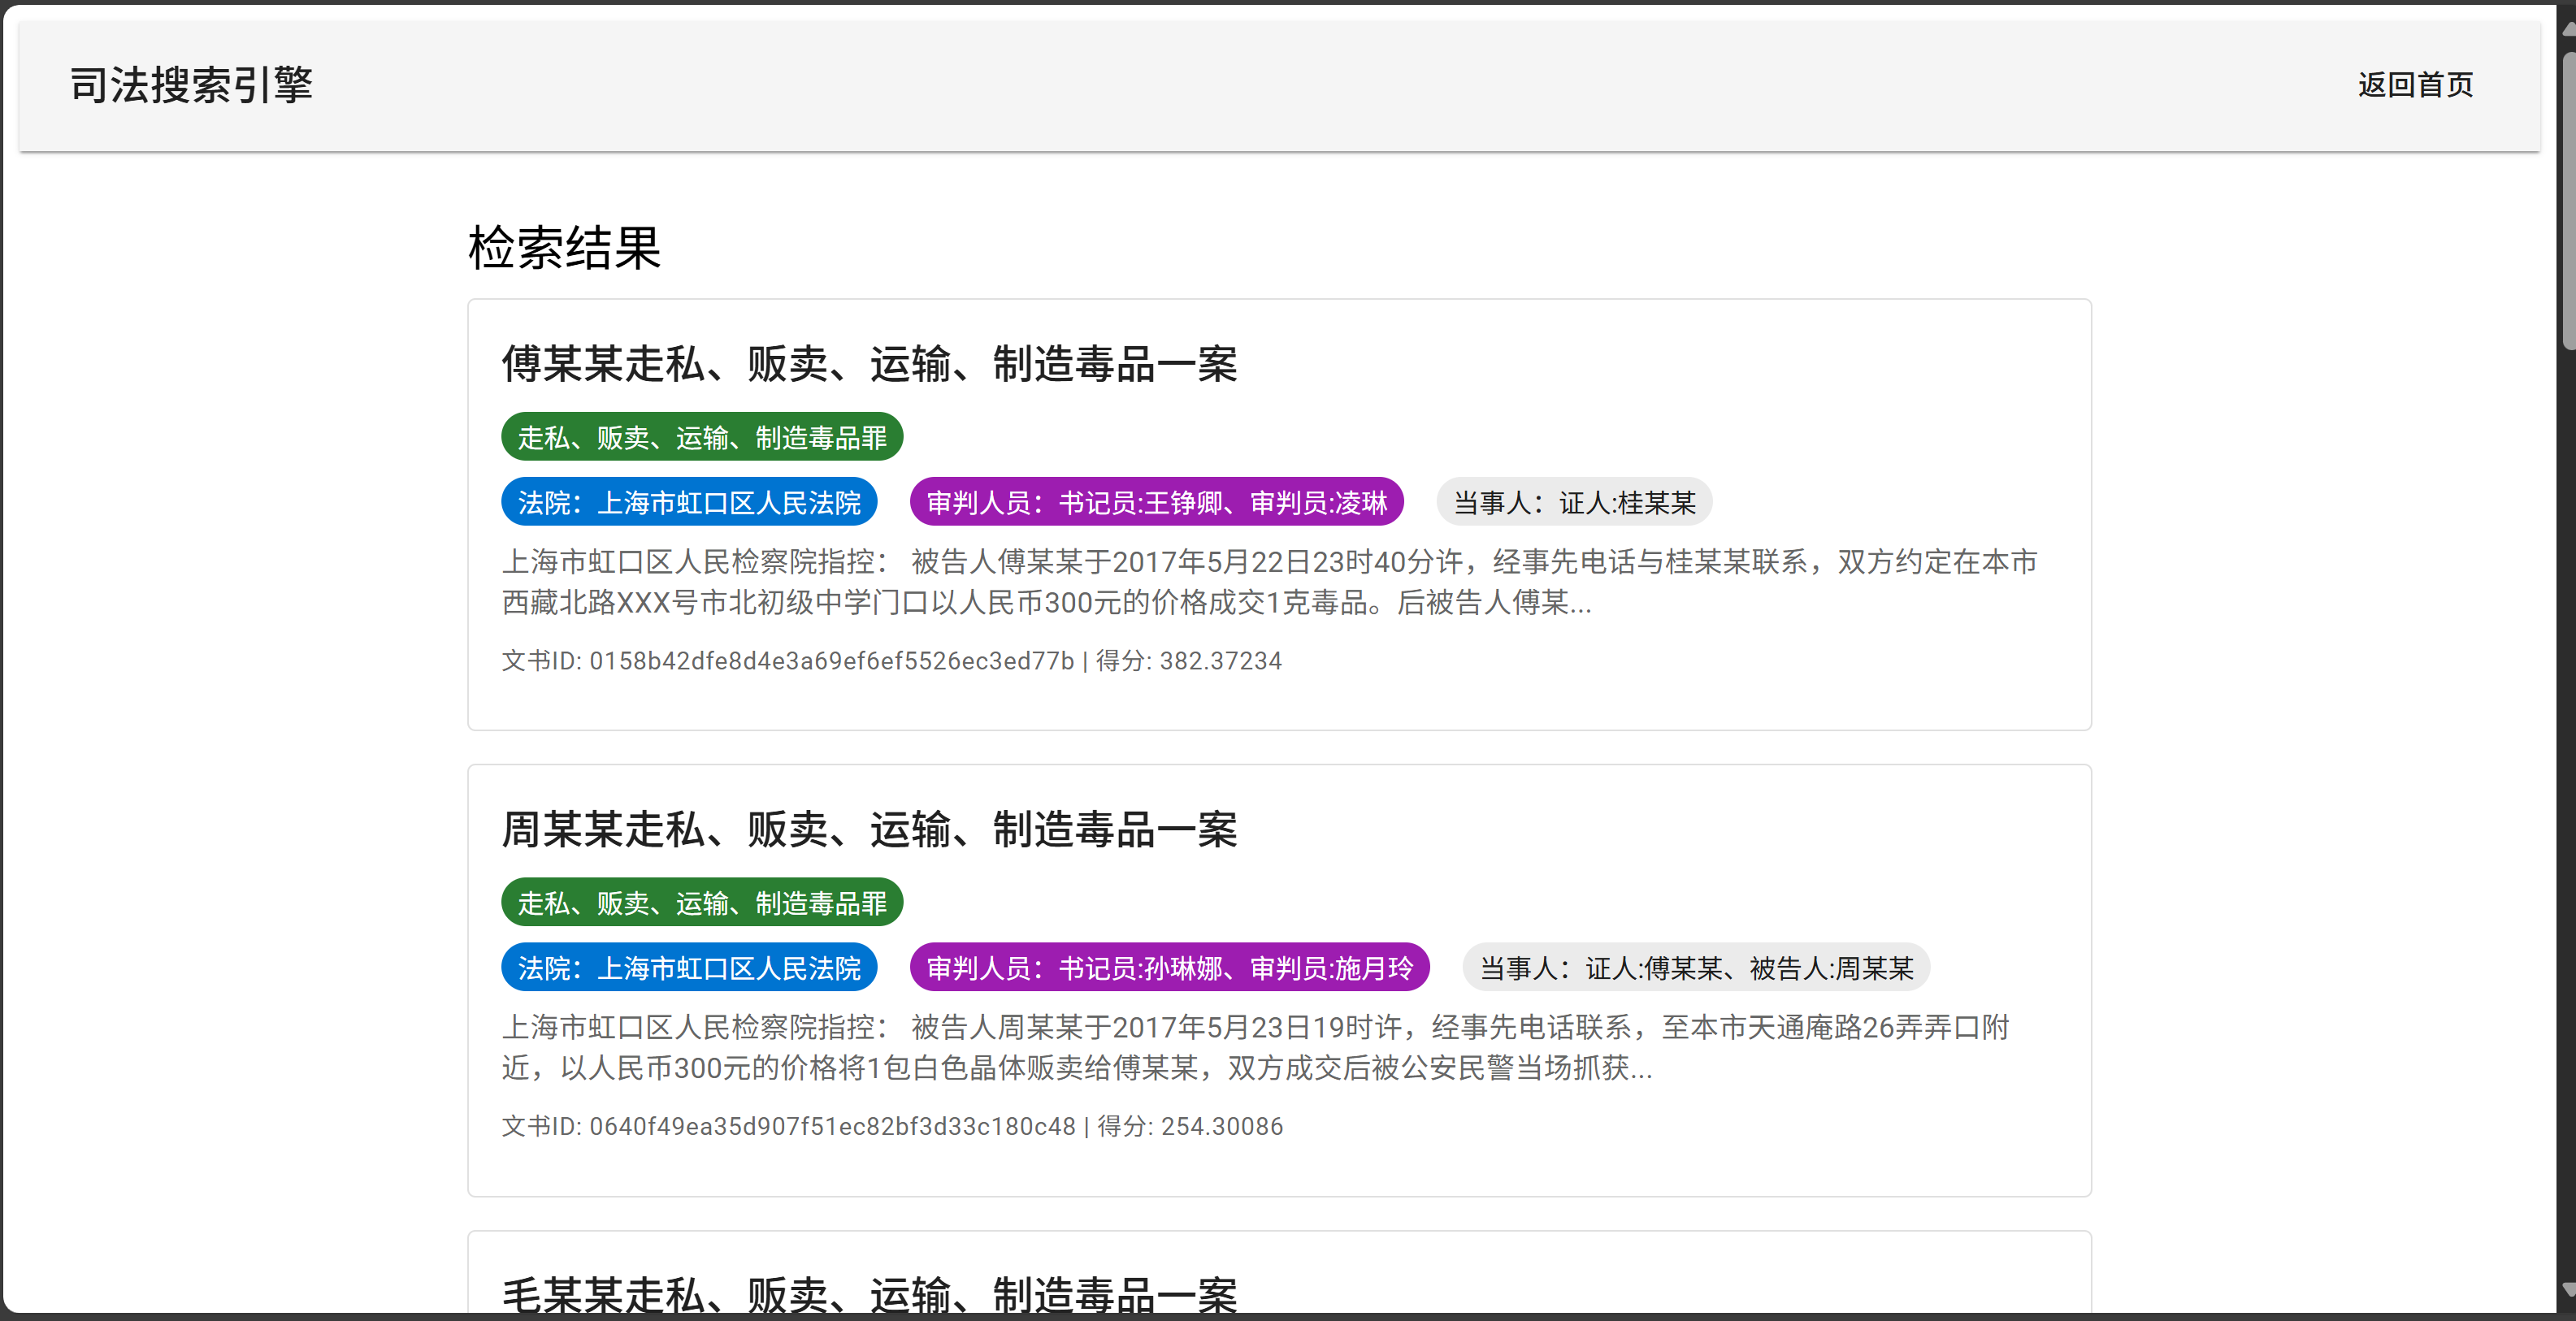 司法搜索引擎
返回首页
检索结果
傅某某走私、贩卖、运输、制造毒品一案
走私、贩卖、运输、制造毒品罪
法院：上海市虹口区人民法院
审判人员：书记员:王铮卿、审判员:凌琳
当事人：证人:桂某某
上海市虹口区人民检察院指控： 被告人傅某某于2017年5月22日23时40分许，经事先电话与桂某某联系，双方约定在本市
西藏北路XXX号市北初级中学门口以人民币300元的价格成交1克毒品。后被告人傅某...
文书ID: 0158b42dfe8d4e3a69ef6ef5526ec3ed77b | 得分: 382.37234
周某某走私、贩卖、运输、制造毒品一案
走私、贩卖、运输、制造毒品罪
法院：上海市虹口区人民法院
审判人员：书记员:孙琳娜、审判员:施月玲
当事人：证人:傅某某、被告人:周某某
上海市虹口区人民检察院指控： 被告人周某某于2017年5月23日19时许，经事先电话联系，至本市天通庵路26弄弄口附
近，以人民币300元的价格将1包白色晶体贩卖给傅某某，双方成交后被公安民警当场抓获...
文书ID: 0640f49ea35d907f51ec82bf3d33c180c48 | 得分: 254.30086
毛某某走私、贩卖、运输、制造毒品一案